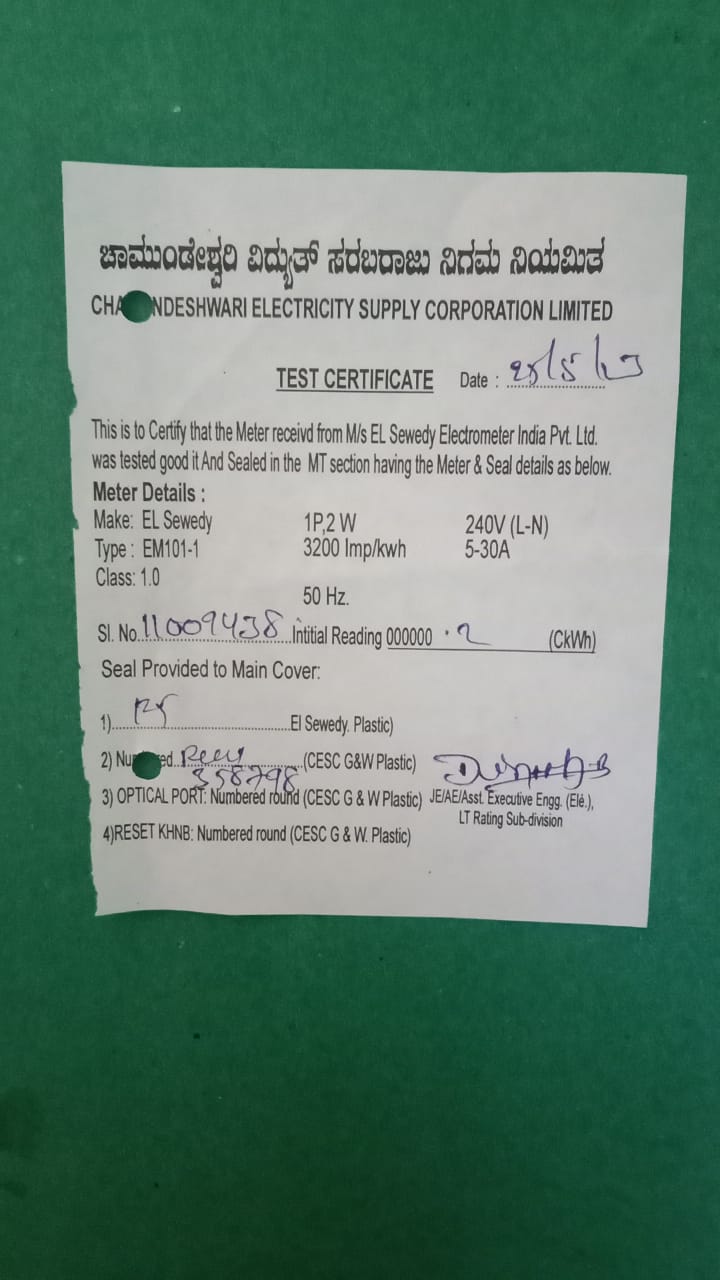 ಚಾಮುಂಡೇಶ್ವರಿ ವಿದ್ಯುತ್ ಸರಬರಾಜು ನಿಗಮ ನಿಯಮಿತ
CHA NDESHWARI ELECTRICITY SUPPLY CORPORATION LIMITED
TEST CERTIFICATE Date :
This is to Certify that the Meter receivd from M/s EL Sewedy Electrometer India Pvt. Ltd.
was tested good it And Sealed in the MT section having the Meter & Seal details as below.
Meter Details :
Make: EL Sewedy 1P,2 W 240V (L-N)
Type : EM101-1 3200 Imp/kwh 5-30A
Class: 1.0
50 Hz.
Sl. No. 11009438 Intitial Reading 000000 .2 (CkWh)
Seal Provided to Main Cover:
1) El Sewedy. Plastic)
2) Nu ed (CESC G&W Plastic)
358798
3) OPTICAL PORT: Numbered round (CESC G & W Plastic) JE/AE/Asst. Executive Engg. (Elé.),
LT Rating Sub-division
4)RESET KHNB: Numbered round (CESC G & W. Plastic)